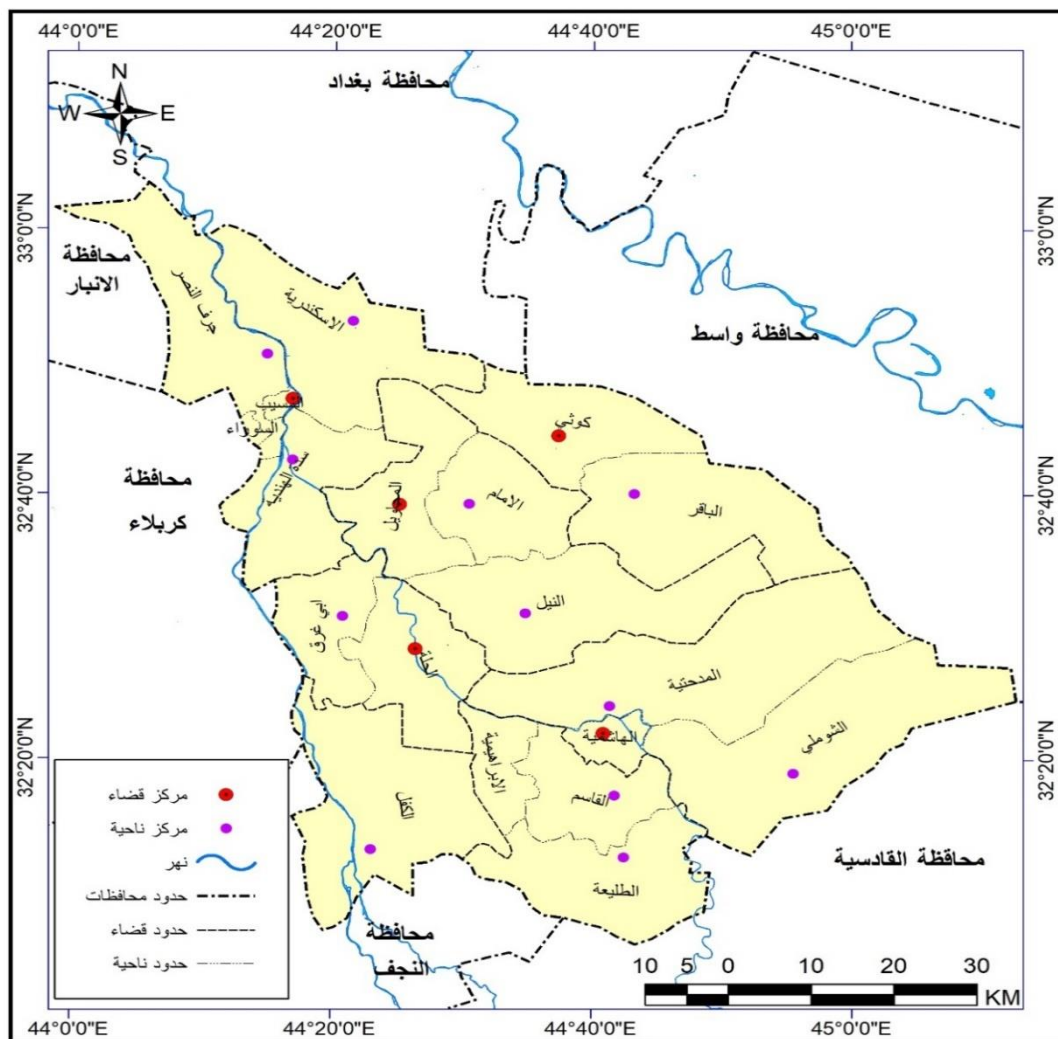 44°0'0"E
44°20'0"E
44°40'0"E
45°0'0"E
N
W
E
S
محافظة بغداد
33°0'0"N
33°0'0"N
محافظة
الانبار
جرف النصر
الاسكندرية
محافظة واسط
المسيب
كوثي
محافظة
كربلاء
سدة الهندية
32°40'0"N
32°40'0"N
المحاويل
الامام
الباقر
النيل
ابي غرق
الحلة
المدحتية
الهاشمية
الشوملي
32°20'0"N
32°20'0"N
الابراهيمية
القاسم
الكفل
الطليعة
محافظة القادسية
محافظة
النجف
مركز قضاء
مركز ناحية
نهر
حدود محافظات
حدود قضاء
حدود ناحية
10 5 0 10 20 30
KM
44°0'0"E
44°20'0"E
44°40'0"E
45°0'0"E